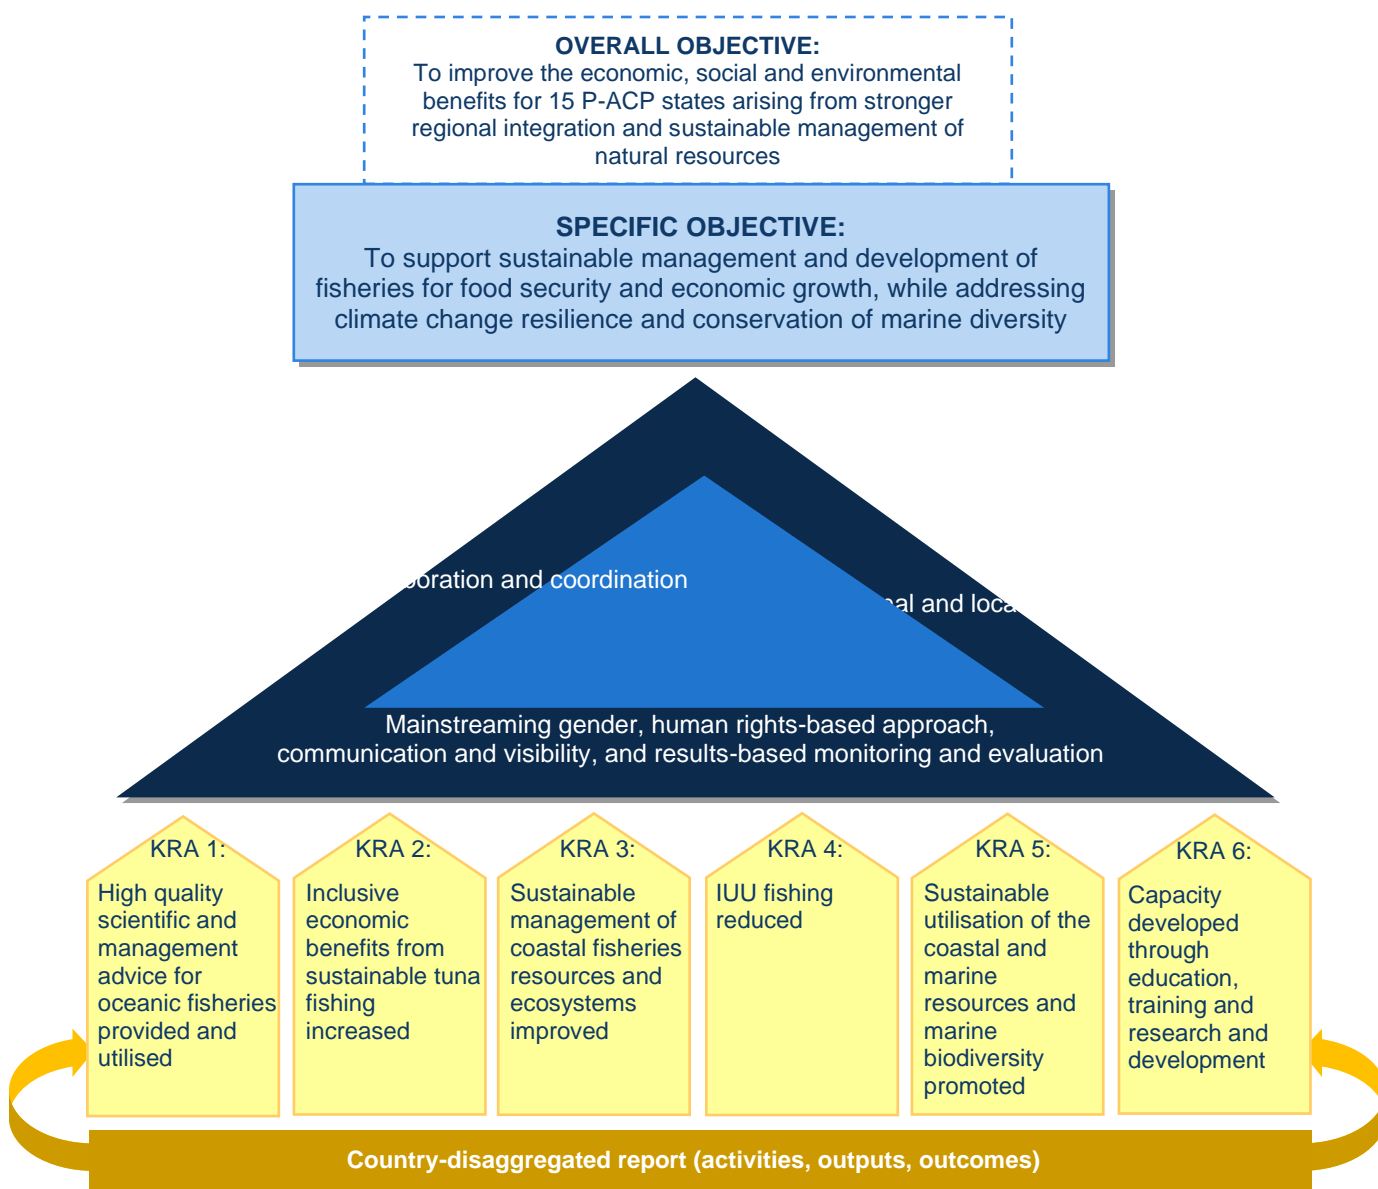 OVERALL OBJECTIVE:
To improve the economic, social and environmental
benefits for 15 P-ACP states arising from stronger
regional integration and sustainable management of
natural resources
SPECIFIC OBJECTIVE:
To support sustainable management and development of
fisheries for food security and economic growth, while addressing
climate change resilience and conservation of marine diversity
and coordination
and
Mainstreaming gender, human rights-based approach,
communication and visibility, and results-based monitoring and evaluation
KRA 1:
High quality
scientific and
management
advice for
oceanic fisheries
provided and
utilised
KRA 2:
Inclusive
economic
benefits from
sustainable tuna
fishing
increased
KRA 3:
Sustainable
management of
coastal fisheries
resources and
ecosystems
improved
KRA 4:
IUU fishing
reduced
KRA 5:
Sustainable
utilisation of the
coastal and
marine
resources and
marine
biodiversity
promoted
KRA 6:
Capacity
developed
through
education,
training and
research and
development
Country-disaggregated report (activities, outputs, outcomes)